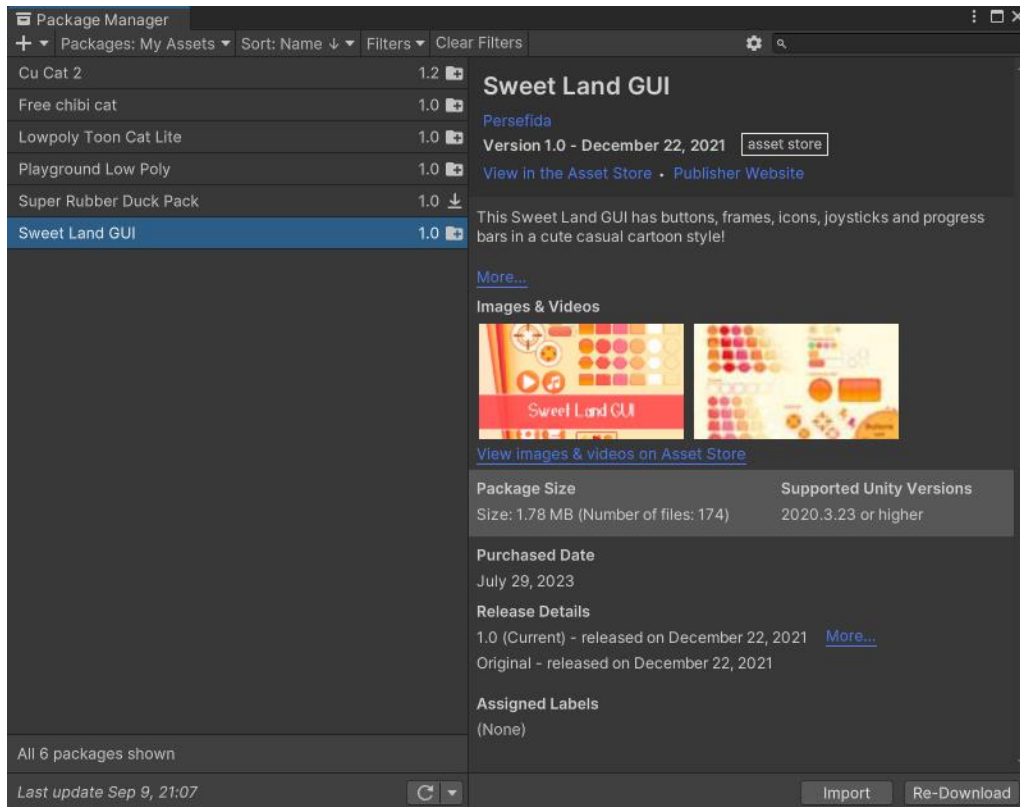 Package Manager
Packages: My Assets Sort: Name ↓ Filters Clear Filters
Cu Cat 2 1.2
Free chibi cat 1.0
Lowpoly Toon Cat Lite 1.0
Playground Low Poly 1.0
Super Rubber Duck Pack 1.0
Sweet Land GUI 1.0
All 6 packages shown
Last update Sep 9, 21:07
Sweet Land GUI
Persefida
Version 1.0 - December 22, 2021 asset store
View in the Asset Store • Publisher Website
This Sweet Land GUI has buttons, frames, icons, joysticks and progress
bars in a cute casual cartoon style!
More...
Images & Videos
Sweet Land GUI
Buttons
View images & videos on Asset Store
Package Size Supported Unity Versions
Size: 1.78 MB (Number of files: 174) 2020.3.23 or higher
Purchased Date
July 29, 2023
Release Details
1.0 (Current) - released on December 22, 2021 More...
Original - released on December 22, 2021
Assigned Labels
(None)
Import Re-Download